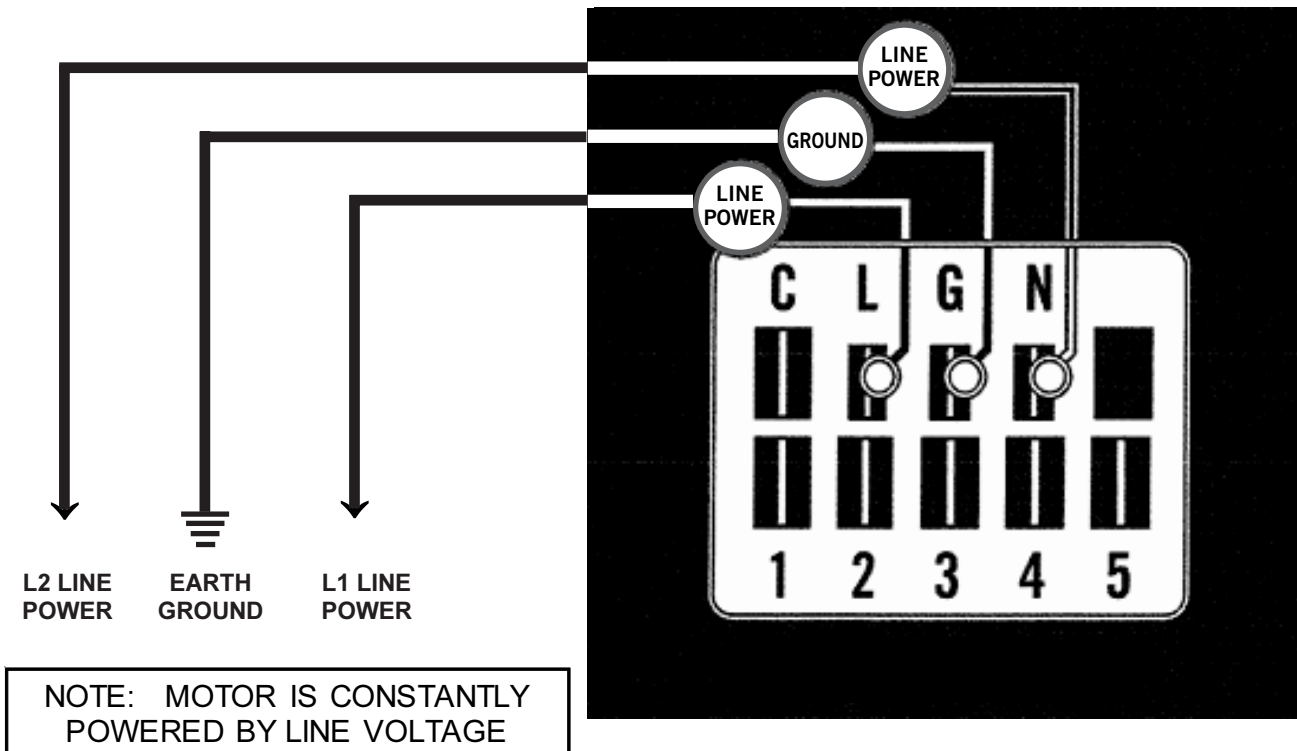 LINE
POWER
GROUND
LINE
POWER
C L G N
1 2 3 4 5
L2 LINE
POWER
EARTH
GROUND
L1 LINE
POWER
NOTE: MOTOR IS CONSTANTLY
POWERED BY LINE VOLTAGE